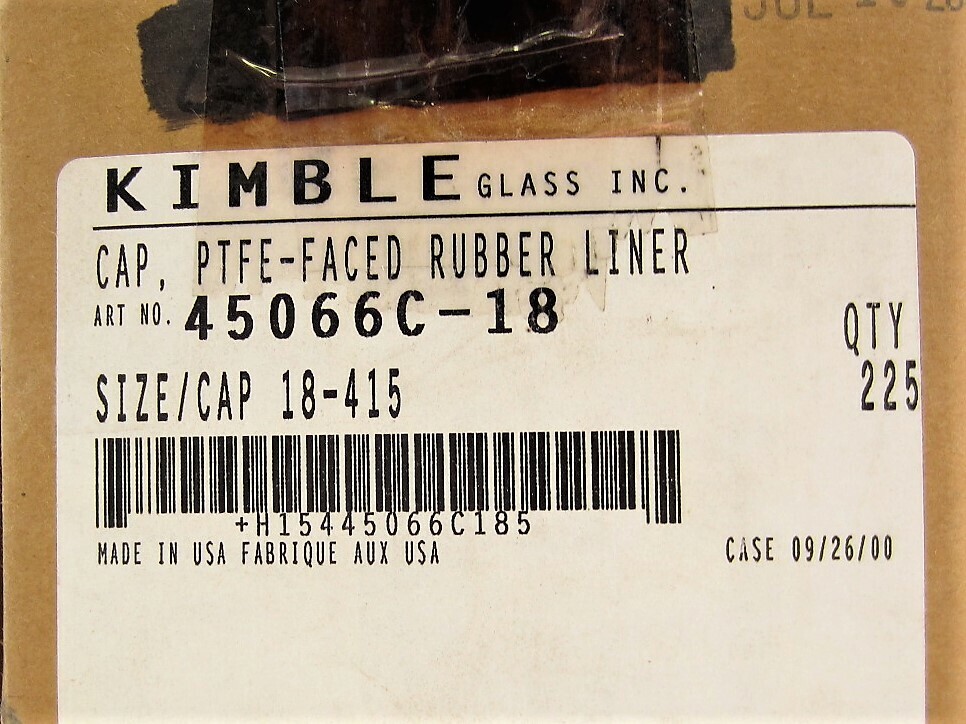 JUL
KIMBLE GLASS INC.
CAP, PTFE-FACED RUBBER LINER
ART NO. 45066C-18
QTY
225
SIZE/CAP 18-415
+H15445066C185
MADE IN USA FABRIQUE AUX USA
CASE 09/26/00